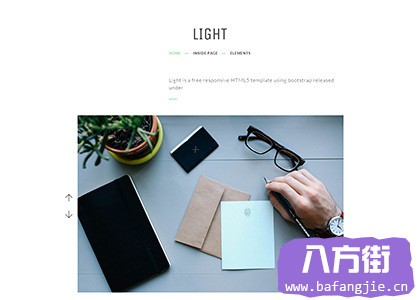 LIGHT
HOME — INSIDE PAGE — ELEMENTS
Light is a free responsive HTML5 template using bootstrap released
under
八方街
www.bafangjie.cn